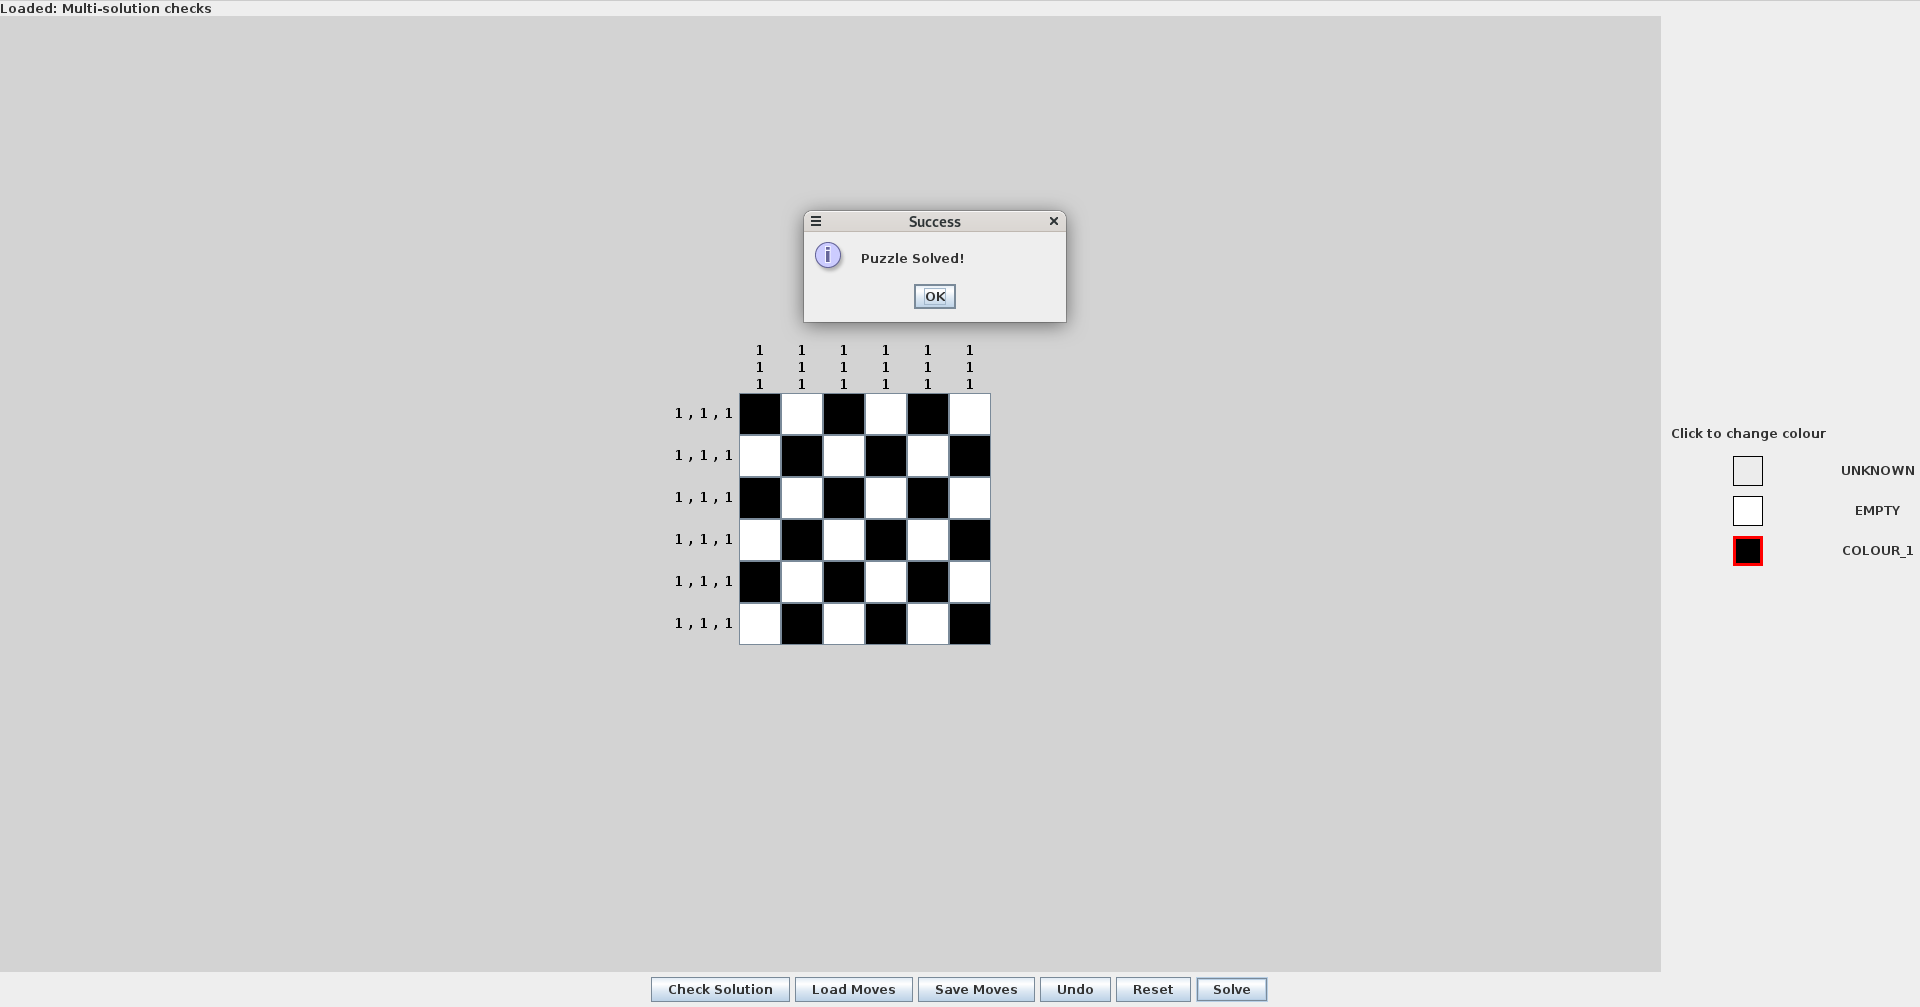 Loaded: Multi-solution checks
Success
i
Puzzle Solved!
OK
1 1 1 1 1 1
1 1 1 1 1 1
1 1 1 1 1 1
1 , 1 , 1
1 , 1 , 1
1 , 1 , 1
1 , 1 , 1
1 , 1 , 1
1 , 1 , 1
Click to change colour
UNKNOWN
EMPTY
COLOUR_1
Check Solution Load Moves Save Moves Undo Reset Solve